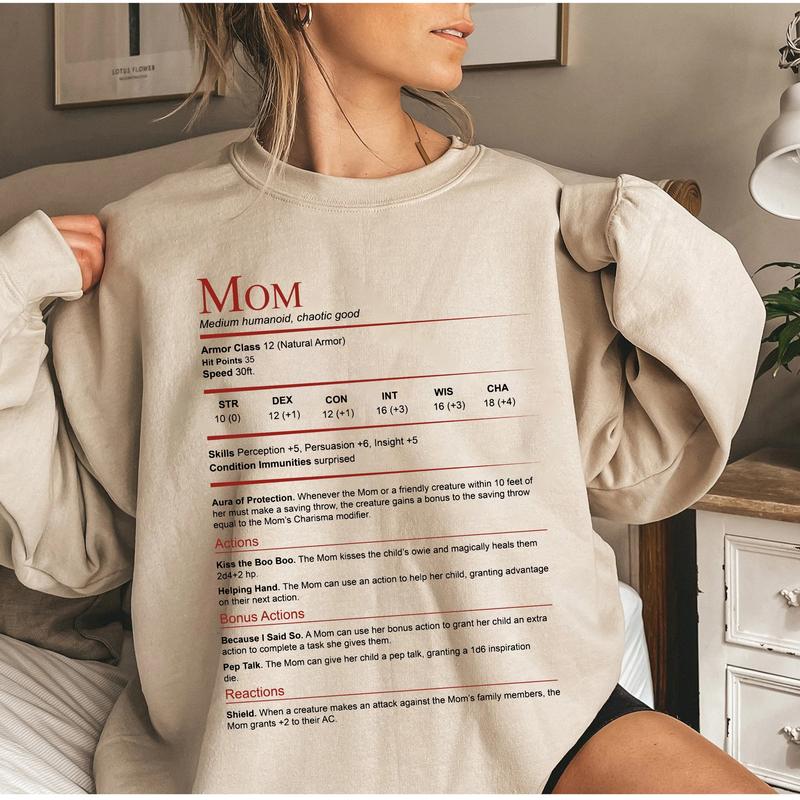 LOTUS FLOWER
Mom
Medium humanoid, chaotic good
Armor Class 12 (Natural Armor)
Hit Points 35
Speed 30ft.
STR DEX CON INT WIS CHA
10 (0) 12 (+1) 12 (+1) 16 (+3) 16 (+3) 18 (+4)
Skills Perception +5, Persuasion +6, Insight +5
Condition Immunities surprised
Aura of Protection. Whenever the Mom or a friendly creature within 10 feet of
her must make a saving throw, the creature gains a bonus to the saving throw
equal to the Mom's Charisma modifier.
Actions
Kiss the Boo Boo. The Mom kisses the child's owie and magically heals them
2d4+2 hp.
Helping Hand. The Mom can use an action to help her child, granting advantage
on their next action.
Bonus Actions
Because I Said So. A Mom can use her bonus action to grant her child an extra
action to complete a task she gives them.
Pep Talk. The Mom can give her child a pep talk, granting a 1d6 inspiration
die.
Reactions
Shield. When a creature makes an attack against the Mom's family members, the
Mom grants +2 to their AC.